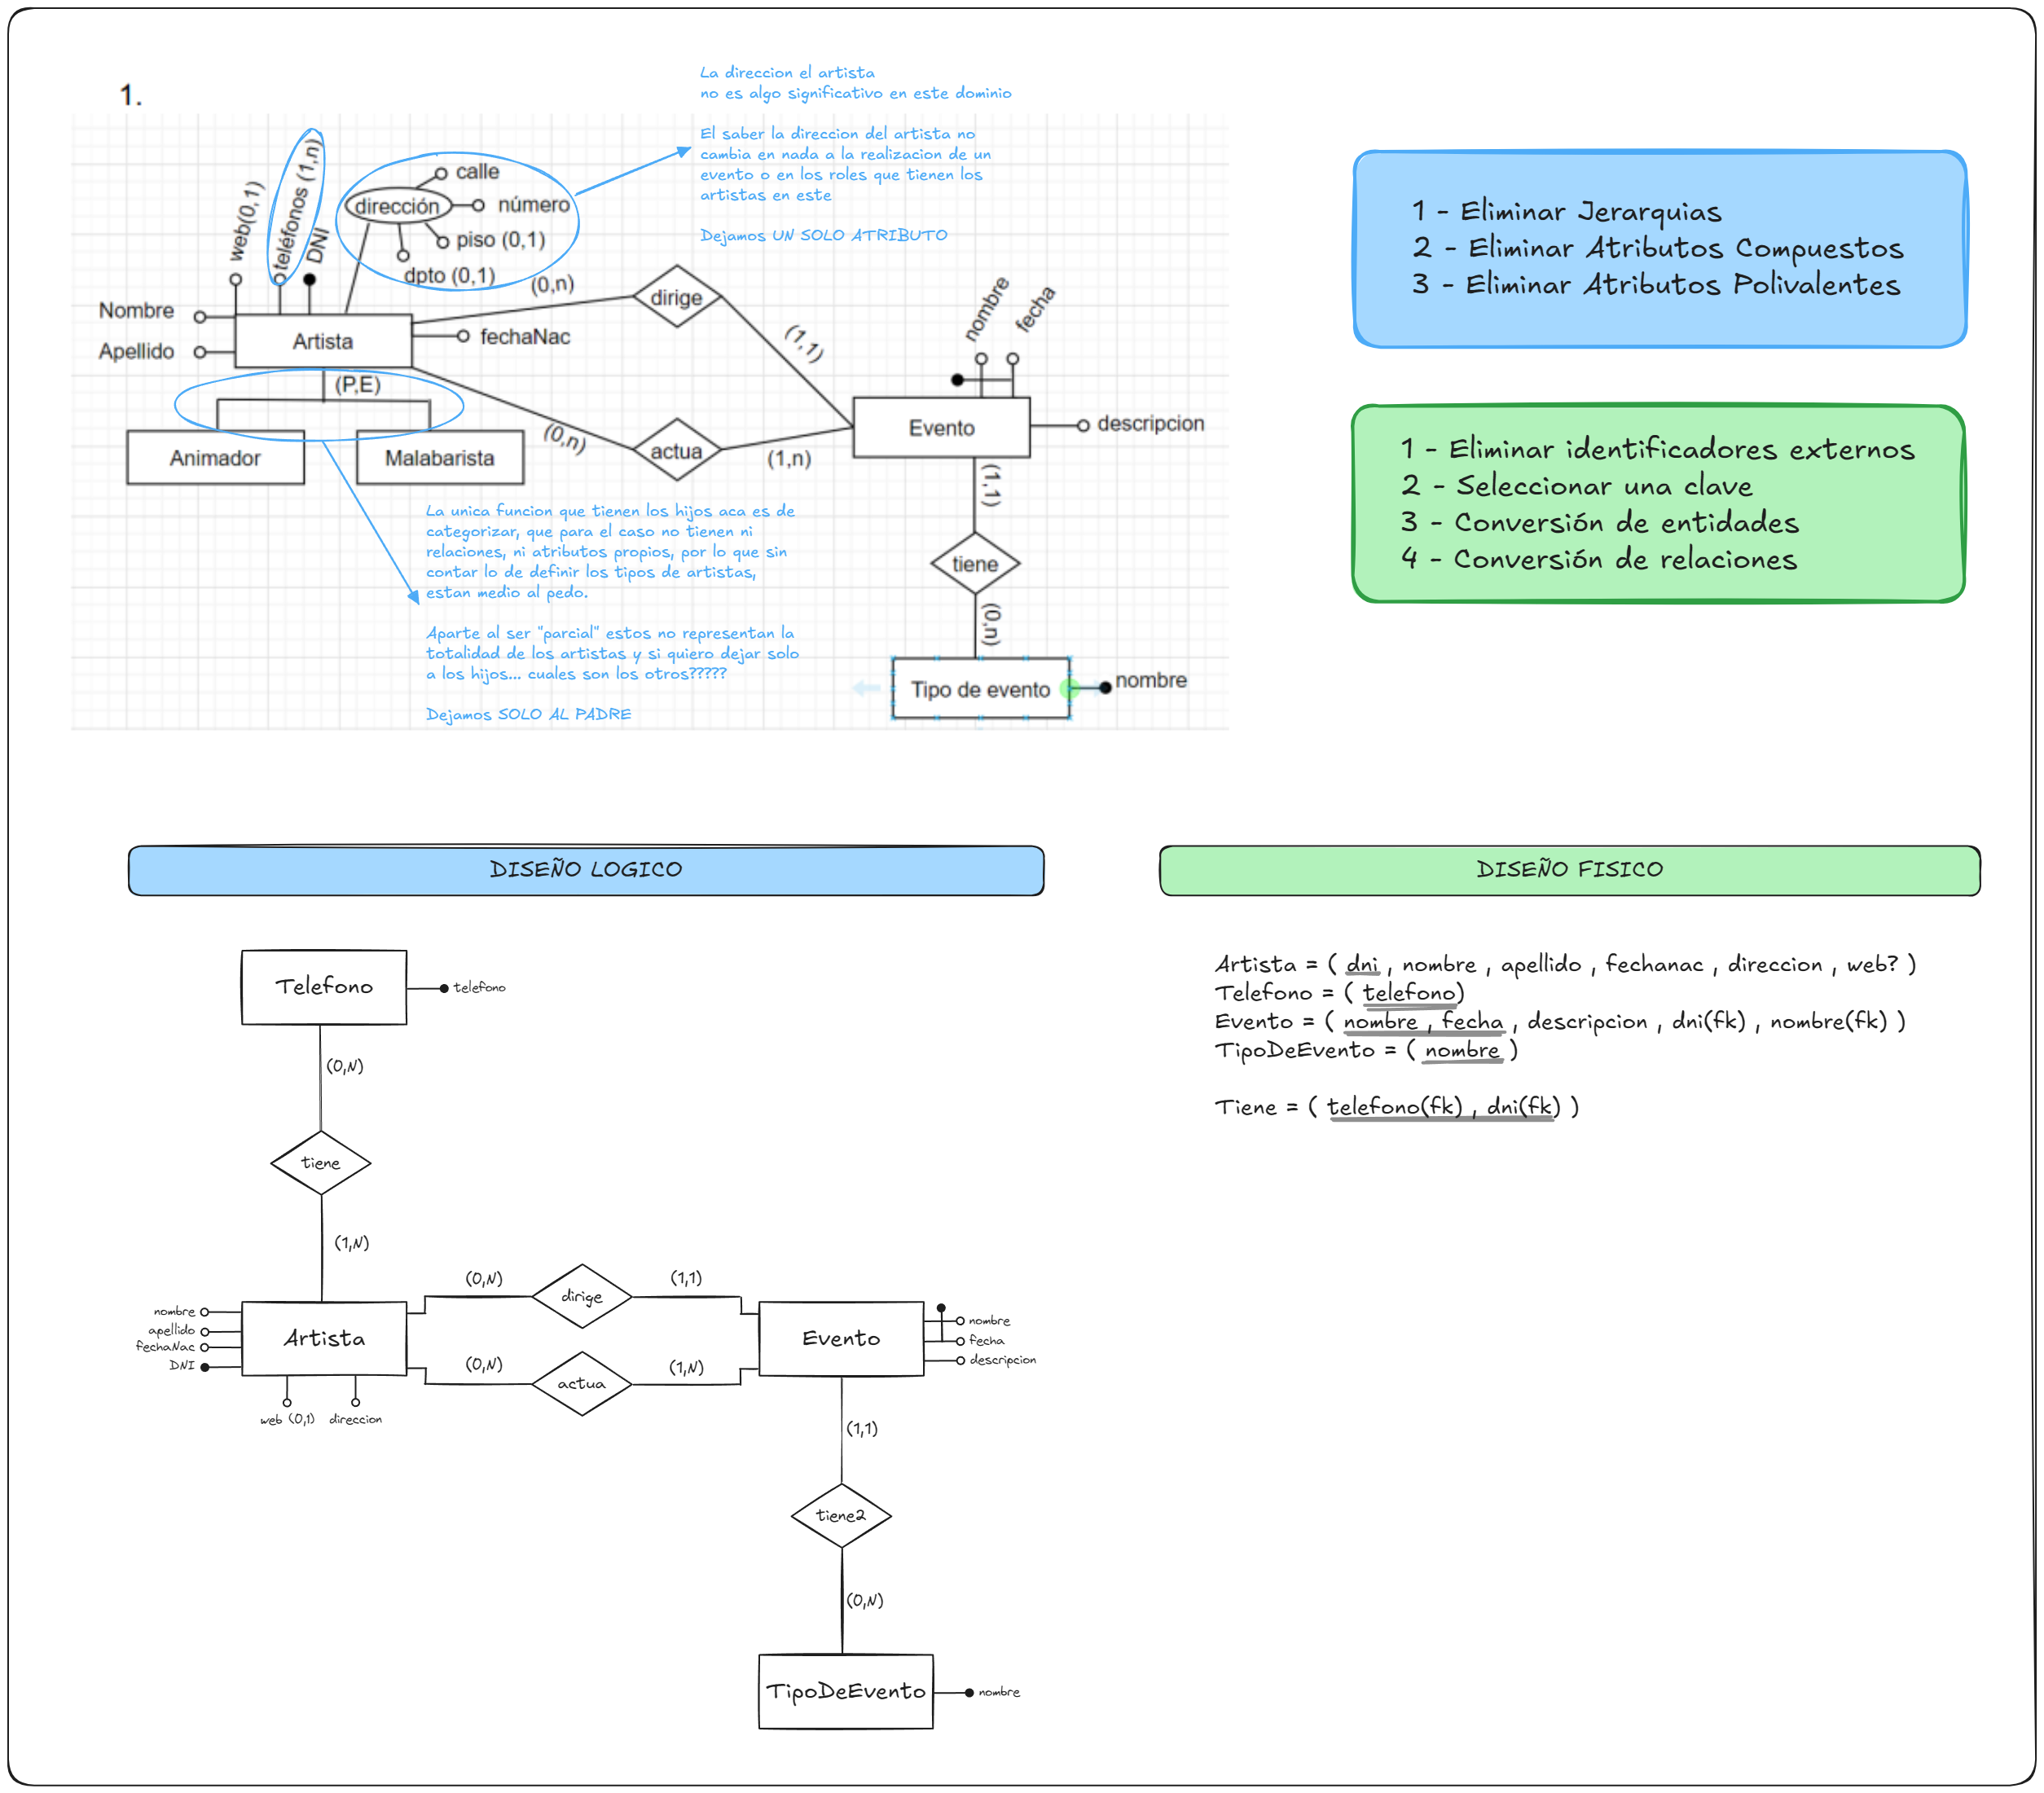 1.
La direccion el artista
no es algo significativo en este dominio
El saber la direccion del artista no
cambia en nada a la realizacion de un
evento o en los roles que tienen los
artistas en este
Dejamos UN SOLO ATRIBUTO
web(0,1)
teléfonos (1,n)
DNI
dirección
calle
número
piso (0,1)
dpto (0,1)
Nombre
Apellido
Artista
fechaNac
(0,n)
dirige
(1,1)
(P,E)
Animador
Malabarista
(0,n)
actua
(1,n)
nombre
fecha
Evento
descripcion
(1,1)
tiene
(0,n)
Tipo de evento
nombre
La unica funcion que tienen los hijos aca es de
categorizar, que para el caso no tienen ni
relaciones, ni atributos propios, por lo que sin
contar lo de definir los tipos de artistas,
estan medio al pedo.
Aparte al ser "parcial" estos no representan la
totalidad de los artistas y si quiero dejar solo
a los hijos... cuales son los otros?????
Dejamos SOLO AL PADRE
1 - Eliminar Jerarquias
2 - Eliminar Atributos Compuestos
3 - Eliminar Atributos Polivalentes
1 - Eliminar identificadores externos
2 - Seleccionar una clave
3 - Conversión de entidades
4 - Conversión de relaciones
DISEÑO LOGICO
Telefono
telefono
(0,N)
tiene
(1,N)
nombre
apellido
fechaNac
DNI
Artista
web (0,1)
direccion
(0,N)
dirige
(1,1)
(0,N)
actua
(1,N)
Evento
nombre
fecha
descripcion
(1,1)
tiene2
(0,N)
TipoDeEvento
nombre
DISEÑO FISICO
Artista = ( dni , nombre , apellido , fechanac , direccion , web? )
Telefono = ( telefono)
Evento = ( nombre , fecha , descripcion , dni(fk) , nombre(fk) )
TipoDeEvento = ( nombre )
Tiene = ( telefono(fk) , dni(fk) )